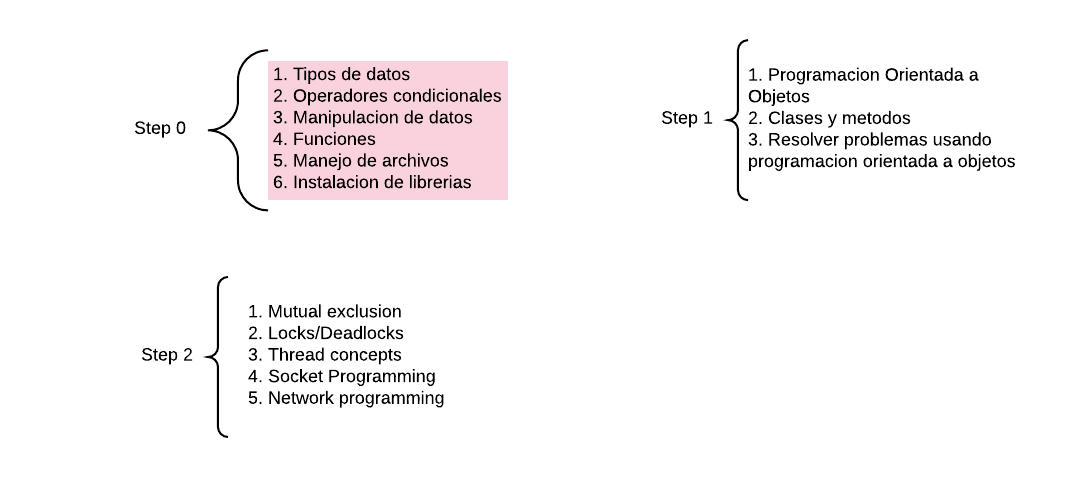 Step 0
1. Tipos de datos
2. Operadores condicionales
3. Manipulacion de datos
4. Funciones
5. Manejo de archivos
6. Instalacion de librerias
Step 1
1. Programacion Orientada a
Objetos
2. Clases y metodos
3. Resolver problemas usando
programacion orientada a objetos
Step 2
1. Mutual exclusion
2. Locks/Deadlocks
3. Thread concepts
4. Socket Programming
5. Network programming